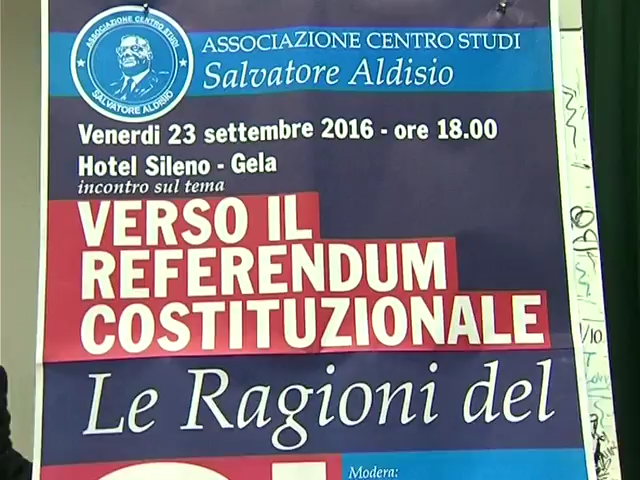 ASSOCIAZIONE CENTRO STUDI
SALVATORE ALDISIO
ASSOCIAZIONE CENTRO STUDI
Salvatore Aldisio
Venerdi 23 settembre 2016 - ore 18.00
Hotel Sileno - Gela
incontro sul tema
VERSO IL
REFERENDUM
COSTITUZIONALE
Le Ragioni del
Modera: